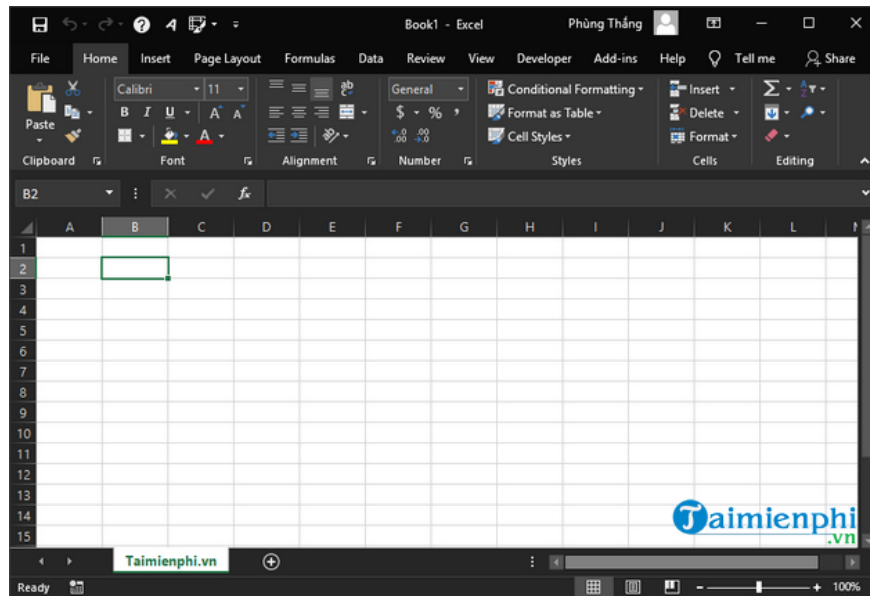 Book1 - Excel Phùng Thắng
File Home Insert Page Layout Formulas Data Review View Developer Add-ins Help Tell me Share
Calibri 11 General Conditional Formatting Insert
Paste B I U A A $ % , Format as Table Delete
A Cell Styles Format
Clipboard Font Alignment Number Styles Cells Editing
B2 fx
A B C D E F G H I J K L
1
2
3
4
5
6
7
8
9
10
11
12
13
14
15
Taimienphi
.vn
Taimienphi.vn
Ready 100%